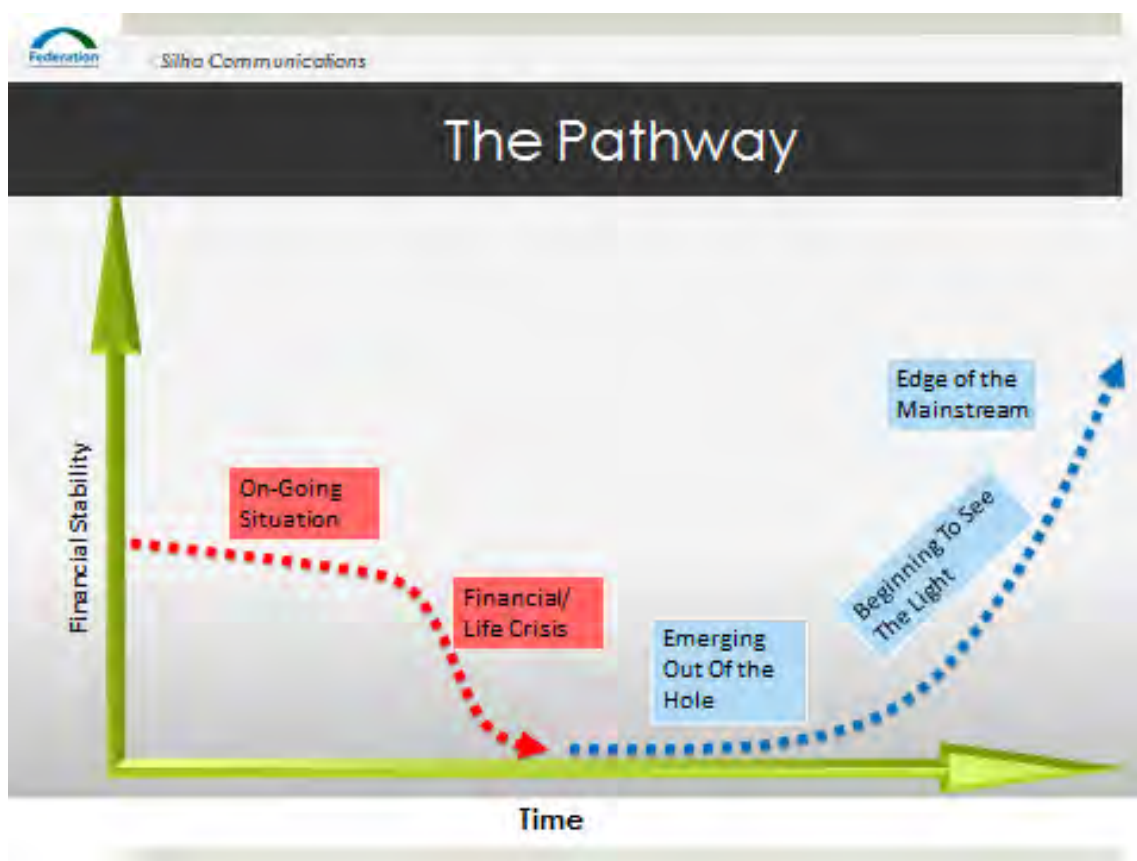 Federation
Silha Communications
The Pathway
Financial Stability
On-Going
Situation
Financial/
Life Crisis
Emerging
Out Of the
Hole
Beginning To See
The Light
Edge of the
Mainstream
Time